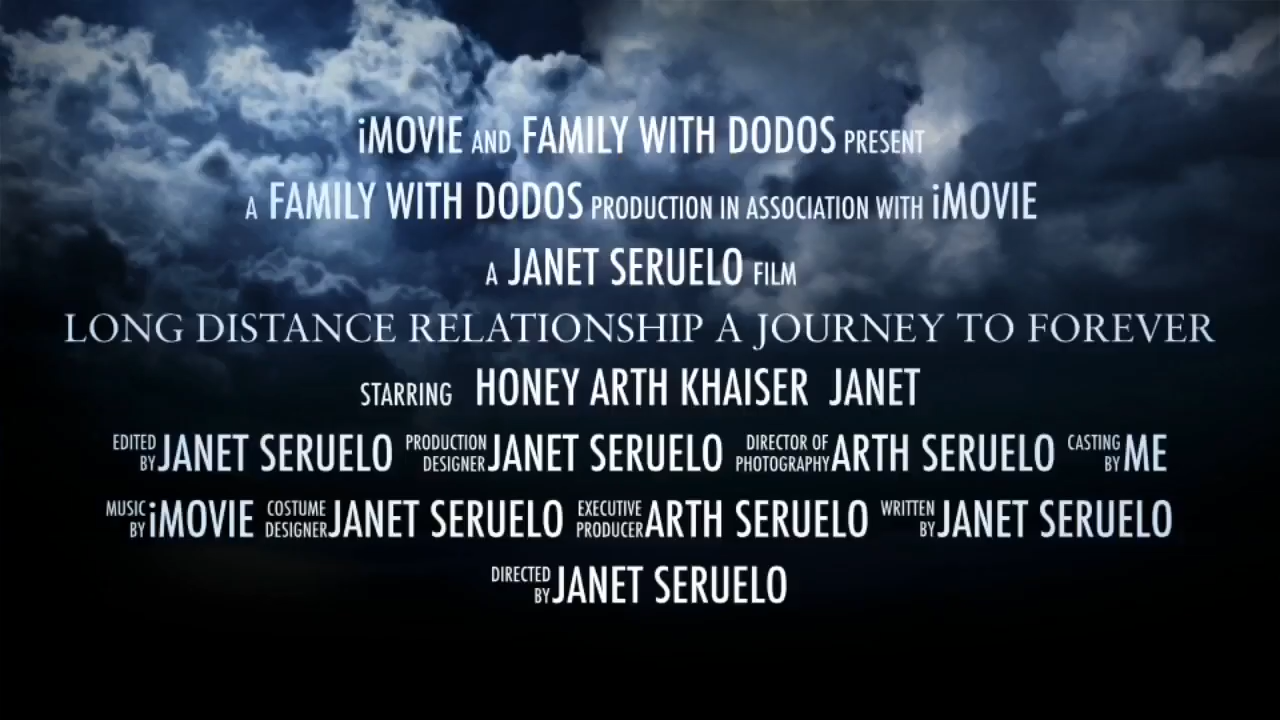 iMOVIE AND FAMILY WITH DODOS PRESENT
A FAMILY WITH DODOS PRODUCTION IN ASSOCIATION WITH iMOVIE
A JANET SERUELO FILM
LONG DISTANCE RELATIONSHIP A JOURNEY TO FOREVER
STARRING HONEY ARTH KHAISER JANET
EDITED BY JANET SERUELO PRODUCTION DESIGNER JANET SERUELO DIRECTOR OF PHOTOGRAPHY ARTH SERUELO CASTING BY ME
MUSIC BY iMOVIE COSTUME DESIGNER JANET SERUELO EXECUTIVE PRODUCER ARTH SERUELO WRITTEN BY JANET SERUELO
DIRECTED BY JANET SERUELO